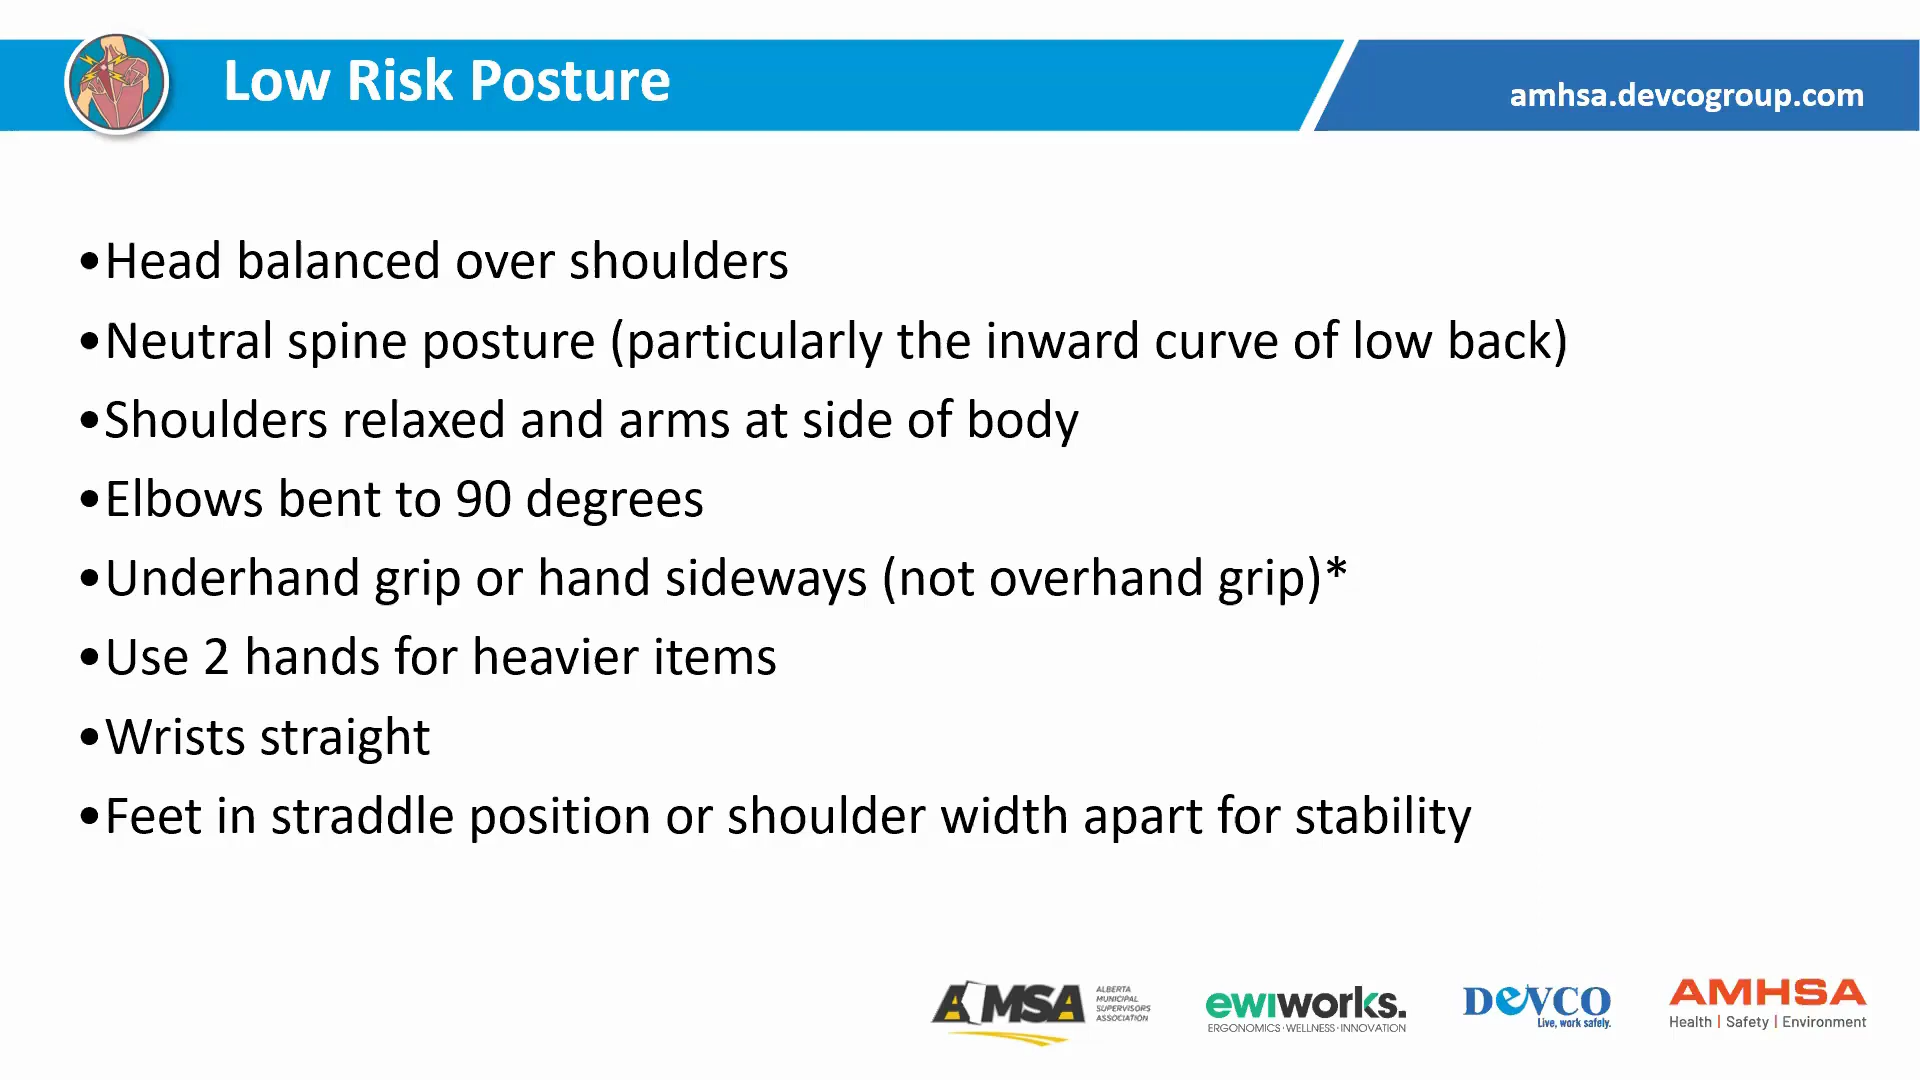 Low Risk Posture
amhsa.devcogroup.com
•Head balanced over shoulders
•Neutral spine posture (particularly the inward curve of low back)
•Shoulders relaxed and arms at side of body
•Elbows bent to 90 degrees
•Underhand grip or hand sideways (not overhand grip)*
•Use 2 hands for heavier items
•Wrists straight
•Feet in straddle position or shoulder width apart for stability
AMSA
ALBERTA
MUNICIPAL
SUPERVISORS
ASSOCIATION
ewiworks.
ERGONOMICS·WELLNESS·INNOVATION
DEVCO
Live, work safely.
AMHSA
Health | Safety | Environment